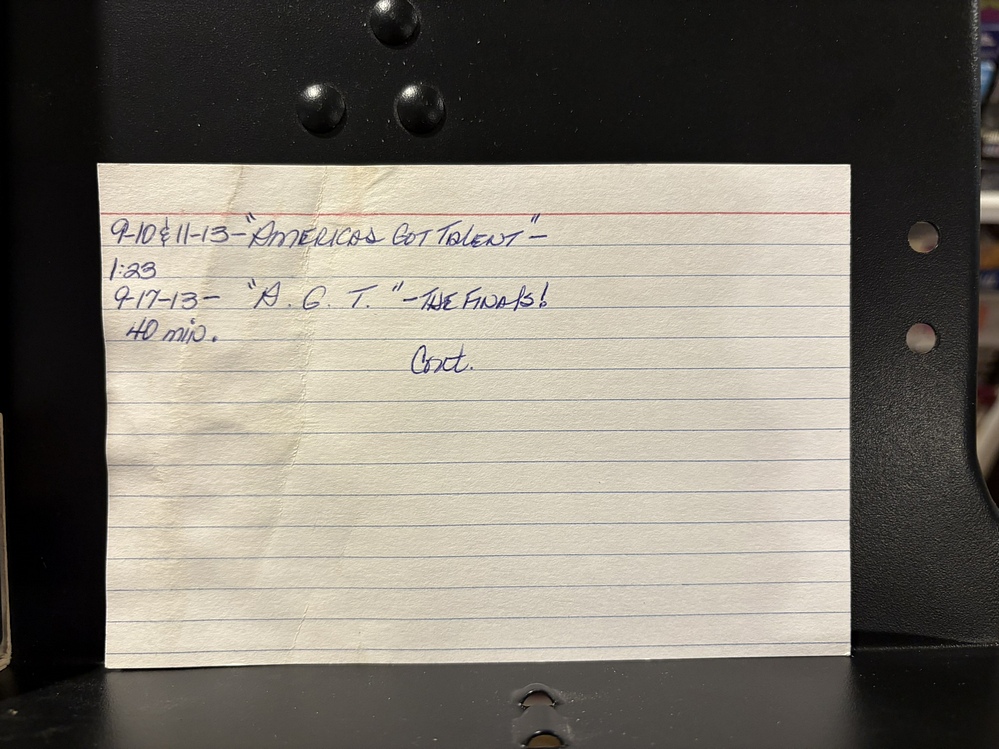 9-10 & 11-13 - "AMERICAS GOT TALENT" -
1:23
9-17-13 - "A. G. T." - THE FINALS!
40 min.
Cont.